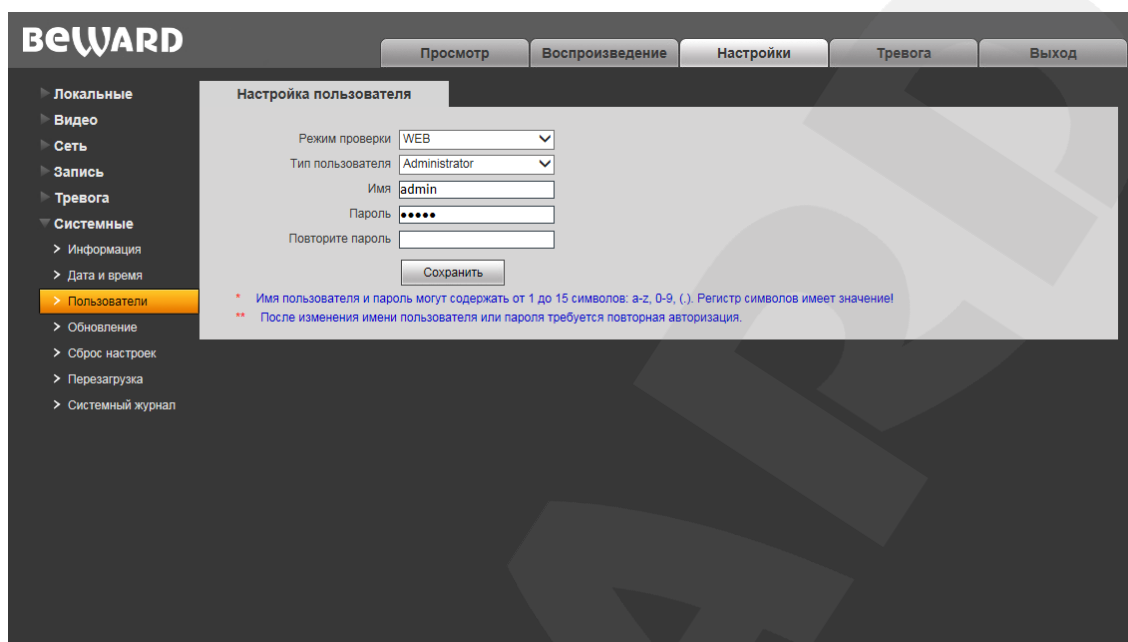 BEWARD
Просмотр Воспроизведение Настройки Тревога Выход
Локальные
Видео
Сеть
Запись
Тревога
Системные
Информация
Дата и время
Пользователи
Обновление
Сброс настроек
Перезагрузка
Системный журнал
Настройка пользователя
Режим проверки WEB
Тип пользователя Administrator
Имя admin
Пароль •••••
Повторите пароль
Сохранить
* Имя пользователя и пароль могут содержать от 1 до 15 символов: a-z, 0-9, (.). Регистр символов имеет значение!
** После изменения имени пользователя или пароля требуется повторная авторизация.